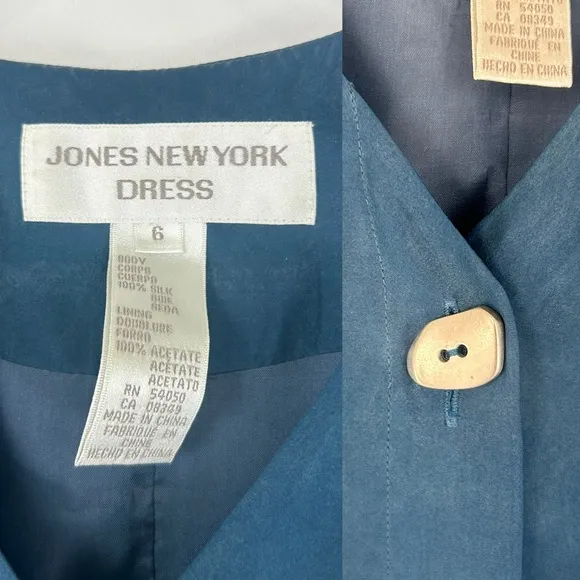 JONES NEW YORK
DRESS
6
BODY
CORPS
CUERPO
100% SILK
SOIE
SEDA
LINING
DOUBLURE
FORRO
100% ACETATE
ACETATE
ACETATO
RN 54050
CA 08349
MADE IN CHINA
FABRIQUÉ EN
CHINE
HECHO EN CHINA
RN 54050
CA 08349
MADE IN CHINA
FABRIQUÉ EN
CHINE
HECHO EN CHINA